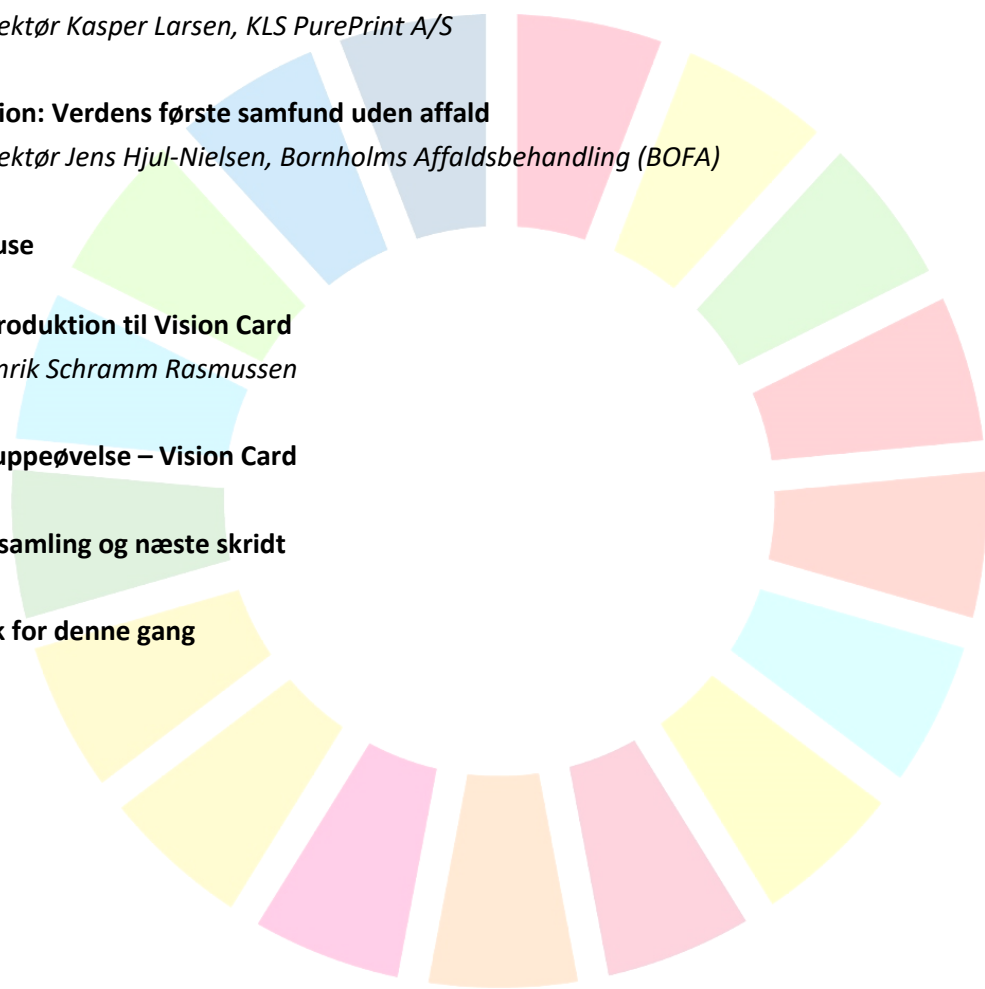 ektør Kasper Larsen, KLS PurePrint A/S
ion: Verdens første samfund uden affald
ektør Jens Hjul-Nielsen, Bornholms Affaldsbehandling (BOFA)
use
roduktion til Vision Card
nrik Schramm Rasmussen
uppeøvelse – Vision Card
samling og næste skridt
k for denne gang